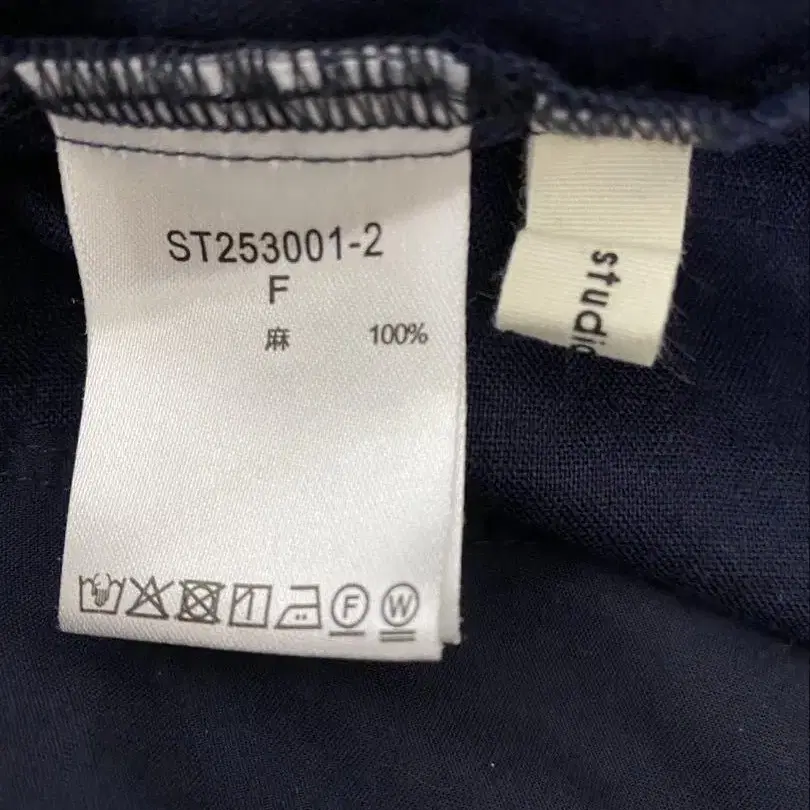 ST253001-2
F
麻 100%
F W
studio